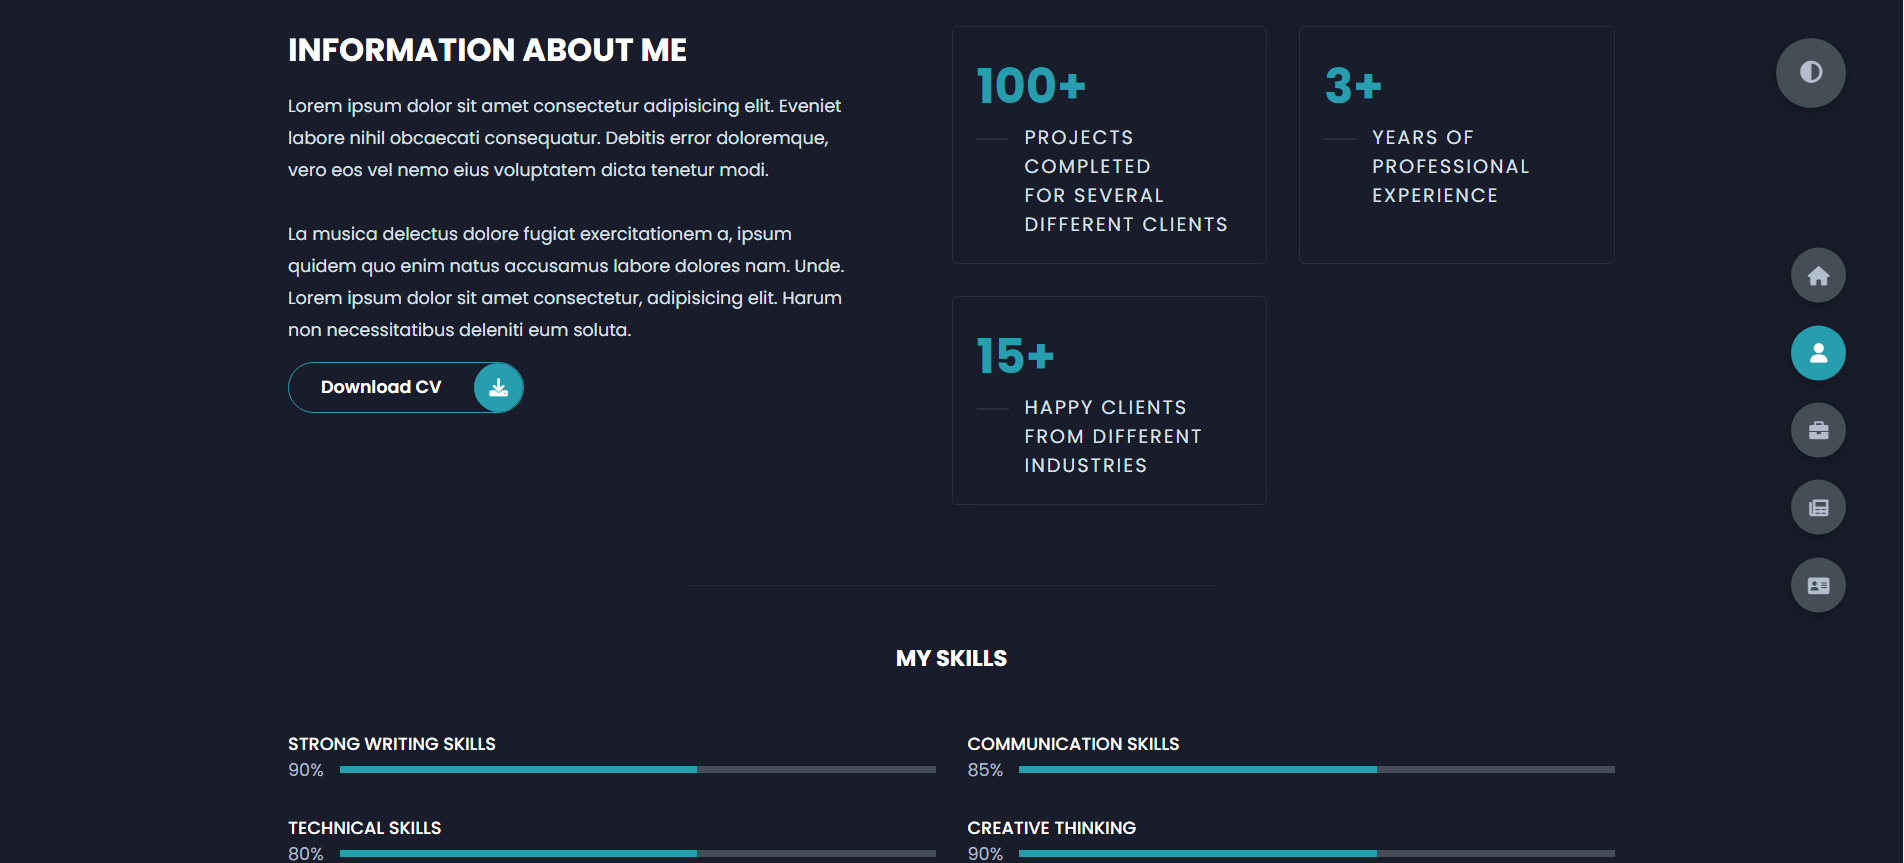 INFORMATION ABOUT ME
Lorem ipsum dolor sit amet consectetur adipisicing elit. Eveniet
labore nihil obcaecati consequatur. Debitis error doloremque,
vero eos vel nemo eius voluptatem dicta tenetur modi.
La musica delectus dolore fugiat exercitationem a, ipsum
quidem quo enim natus accusamus labore dolores nam. Unde.
Lorem ipsum dolor sit amet consectetur, adipisicing elit. Harum
non necessitatibus deleniti eum soluta.
Download CV
100+
PROJECTS
COMPLETED
FOR SEVERAL
DIFFERENT CLIENTS
3+
YEARS OF
PROFESSIONAL
EXPERIENCE
15+
HAPPY CLIENTS
FROM DIFFERENT
INDUSTRIES
MY SKILLS
STRONG WRITING SKILLS
90%
COMMUNICATION SKILLS
85%
TECHNICAL SKILLS
80%
CREATIVE THINKING
90%